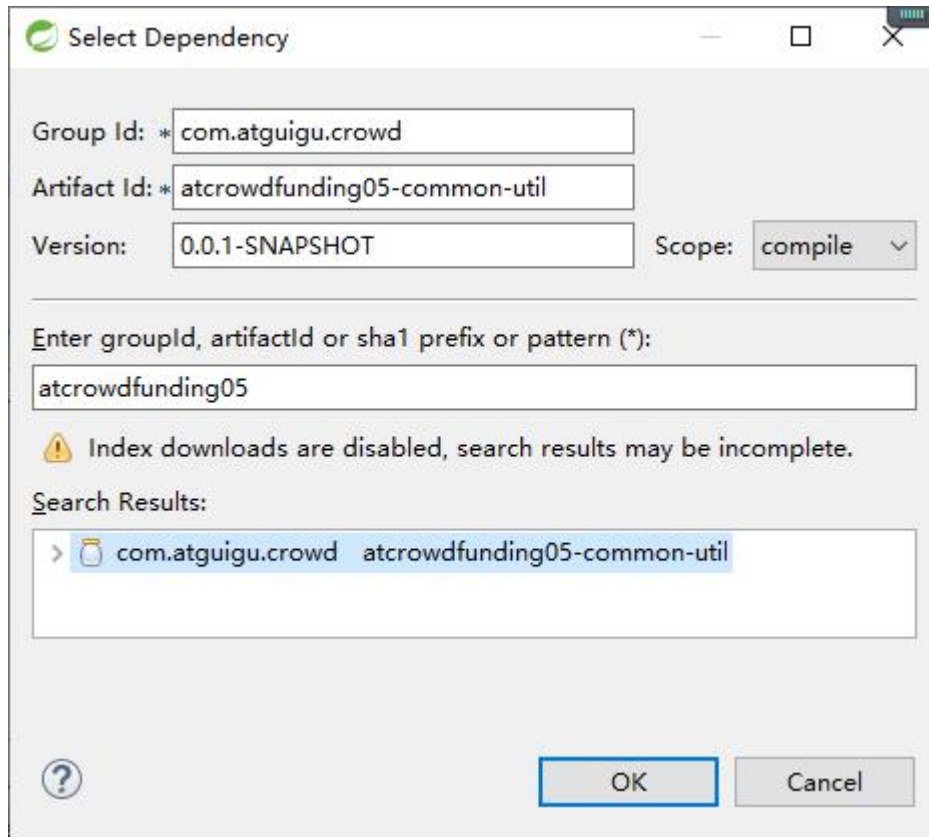 Select Dependency
Group Id: * com.atguigu.crowd
Artifact Id: * atcrowdfunding05-common-util
Version: 0.0.1-SNAPSHOT Scope: compile
Enter groupId, artifactId or sha1 prefix or pattern (*):
atcrowdfunding05
Index downloads are disabled, search results may be incomplete.
Search Results:
com.atguigu.crowd atcrowdfunding05-common-util
OK Cancel